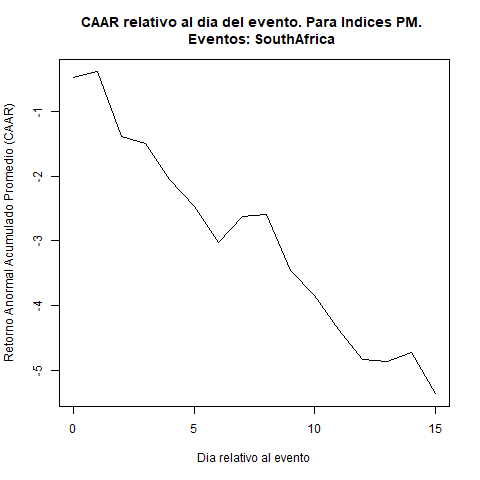 CAAR relativo al dia del evento. Para Indices PM.
Eventos: SouthAfrica
Retorno Anormal Acumulado Promedio (CAAR)
-1
-2
-3
-4
-5
0
5
10
15
Dia relativo al evento